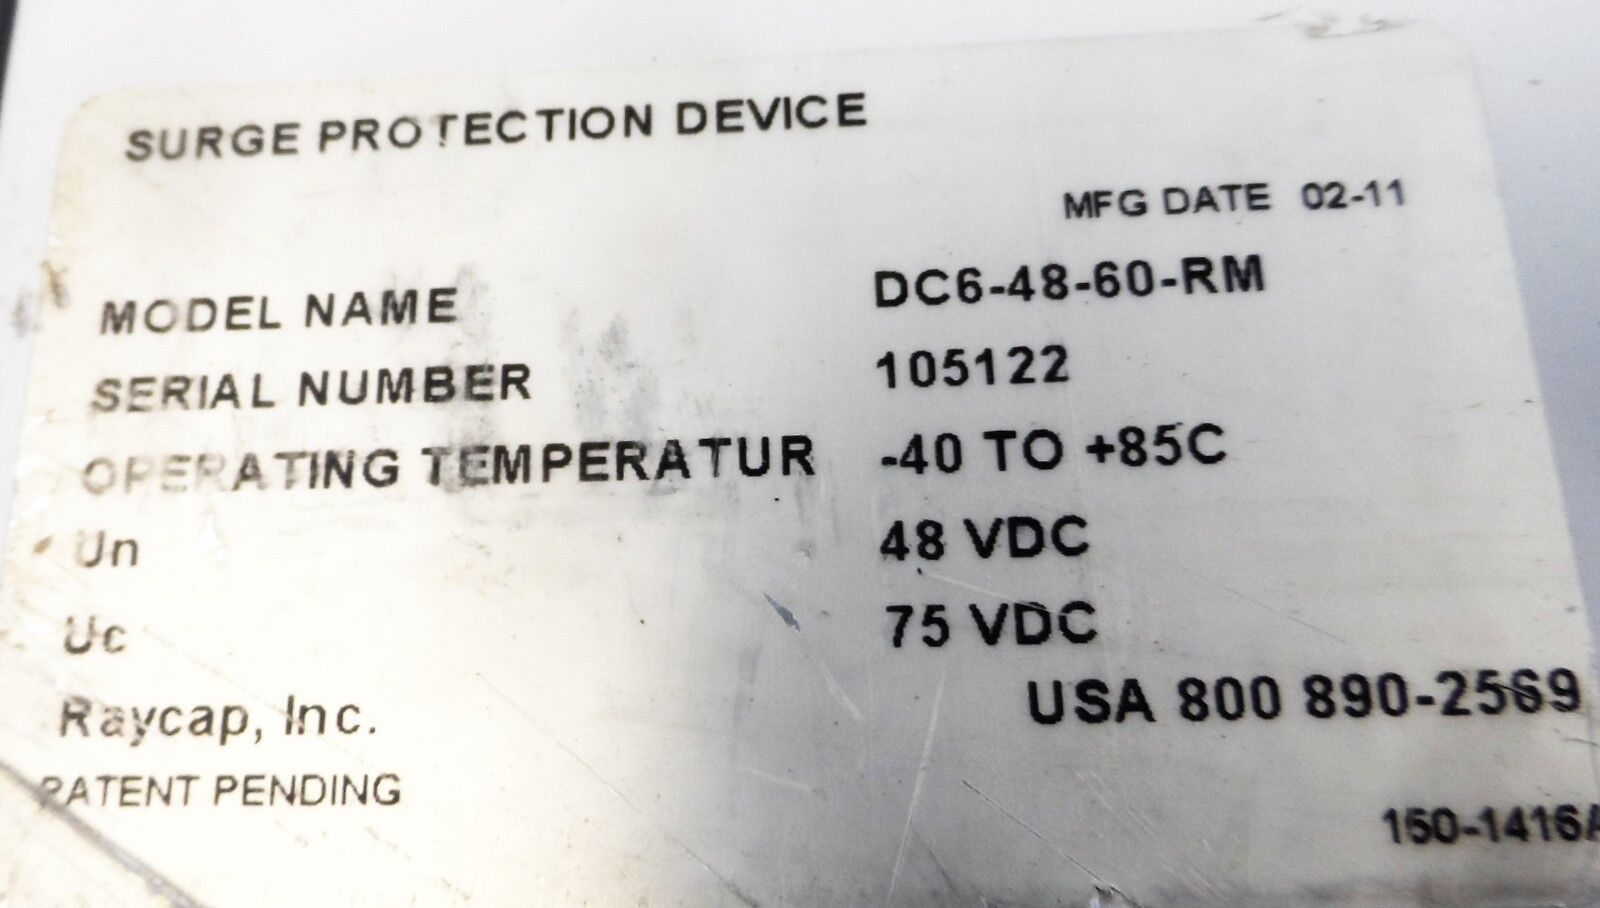 SURGE PROTECTION DEVICE
MFG DATE 02-11
MODEL NAME DC6-48-60-RM
SERIAL NUMBER 105122
OPERATING TEMPERATUR -40 TO +85C
Un 48 VDC
Uc 75 VDC
Raycap, Inc. USA 800 890-2569
PATENT PENDING
150-1416A